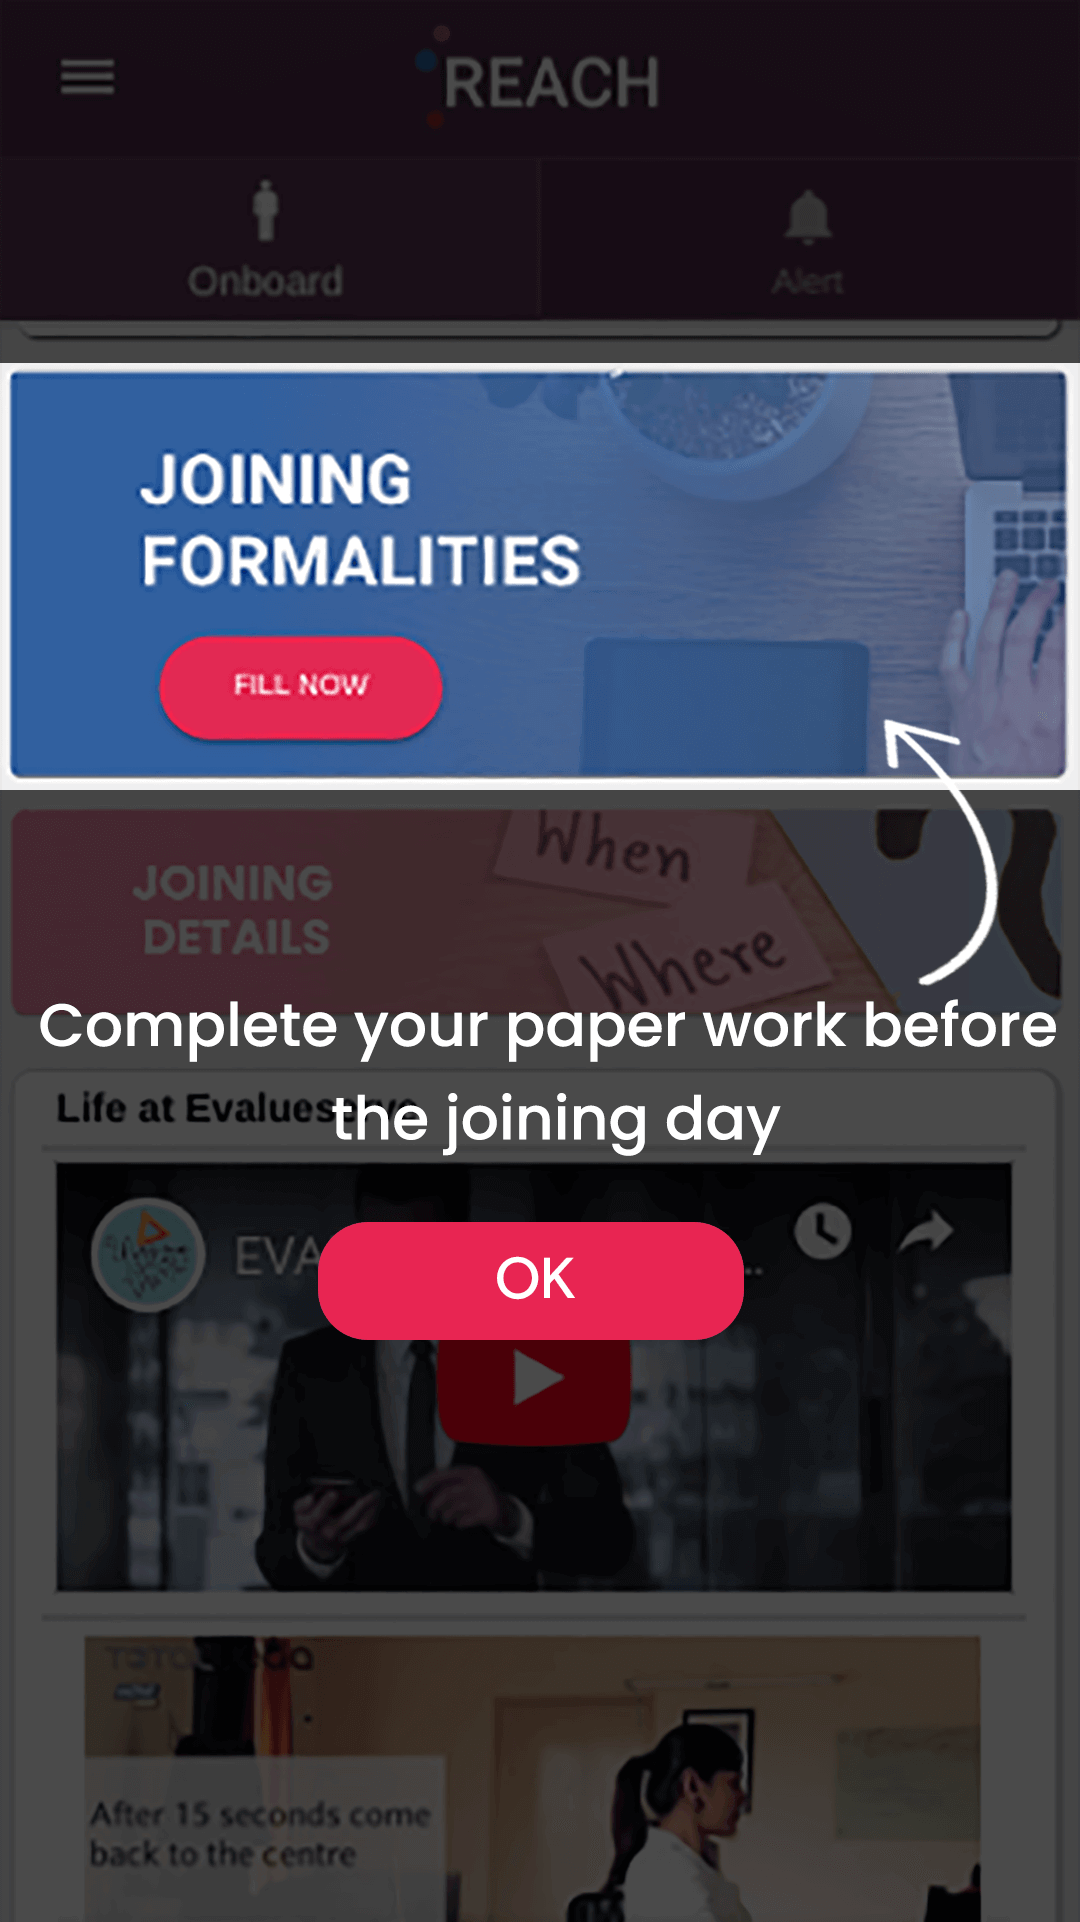 REACH
Onboard
Alert
JOINING
FORMALITIES
FILL NOW
When
JOINING
DETAILS
Where
Complete your paper work before
Life at
the joining day
EVA
..
OK
After 15 seconds come
back to the centre